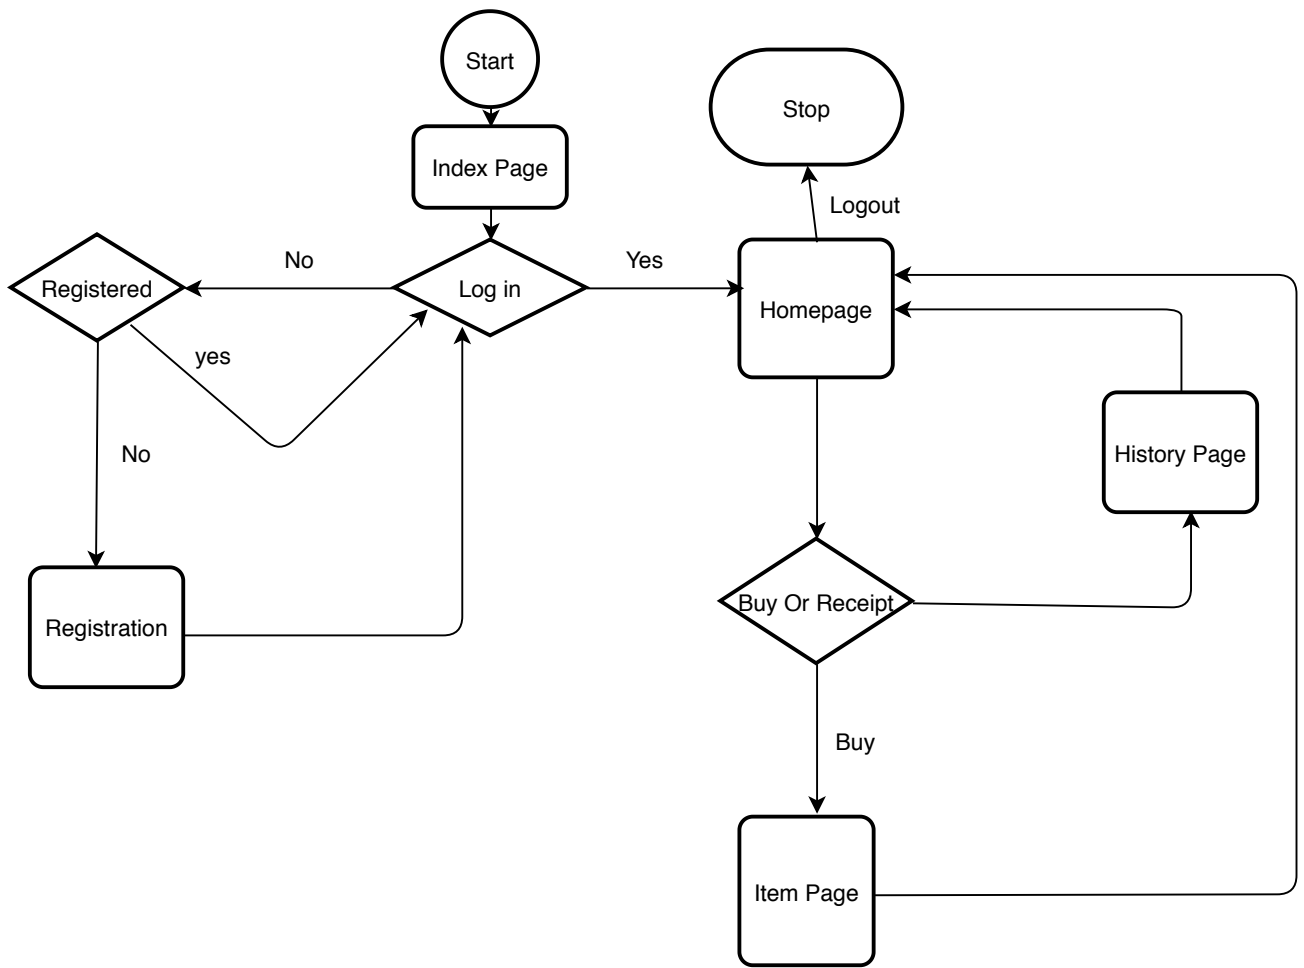 Start
Stop
Index Page
Logout
No
Yes
Registered
Log in
Homepage
yes
No
History Page
Buy Or Receipt
Registration
Buy
Item Page